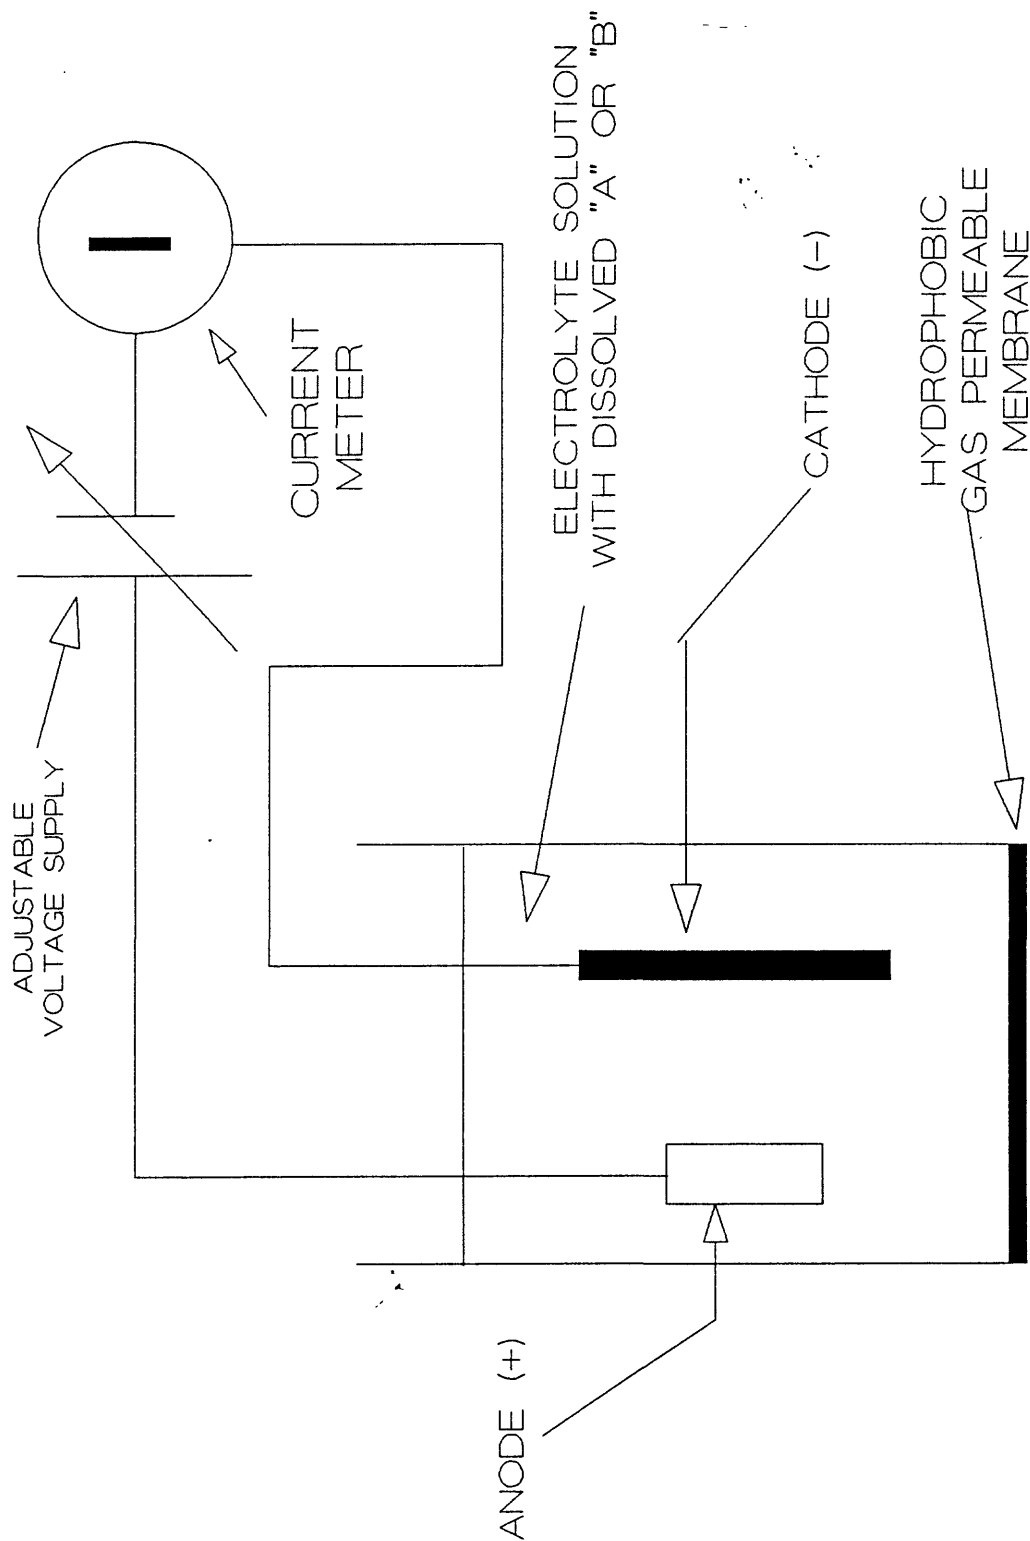 ADJUSTABLE
VOLTAGE SUPPLY
CURRENT
METER
ELECTROLYTE SOLUTION
WITH DISSOLVED "A" OR "B"
CATHODE (–)
HYDROPHOBIC
GAS PERMEABLE
MEMBRANE
ANODE (+)